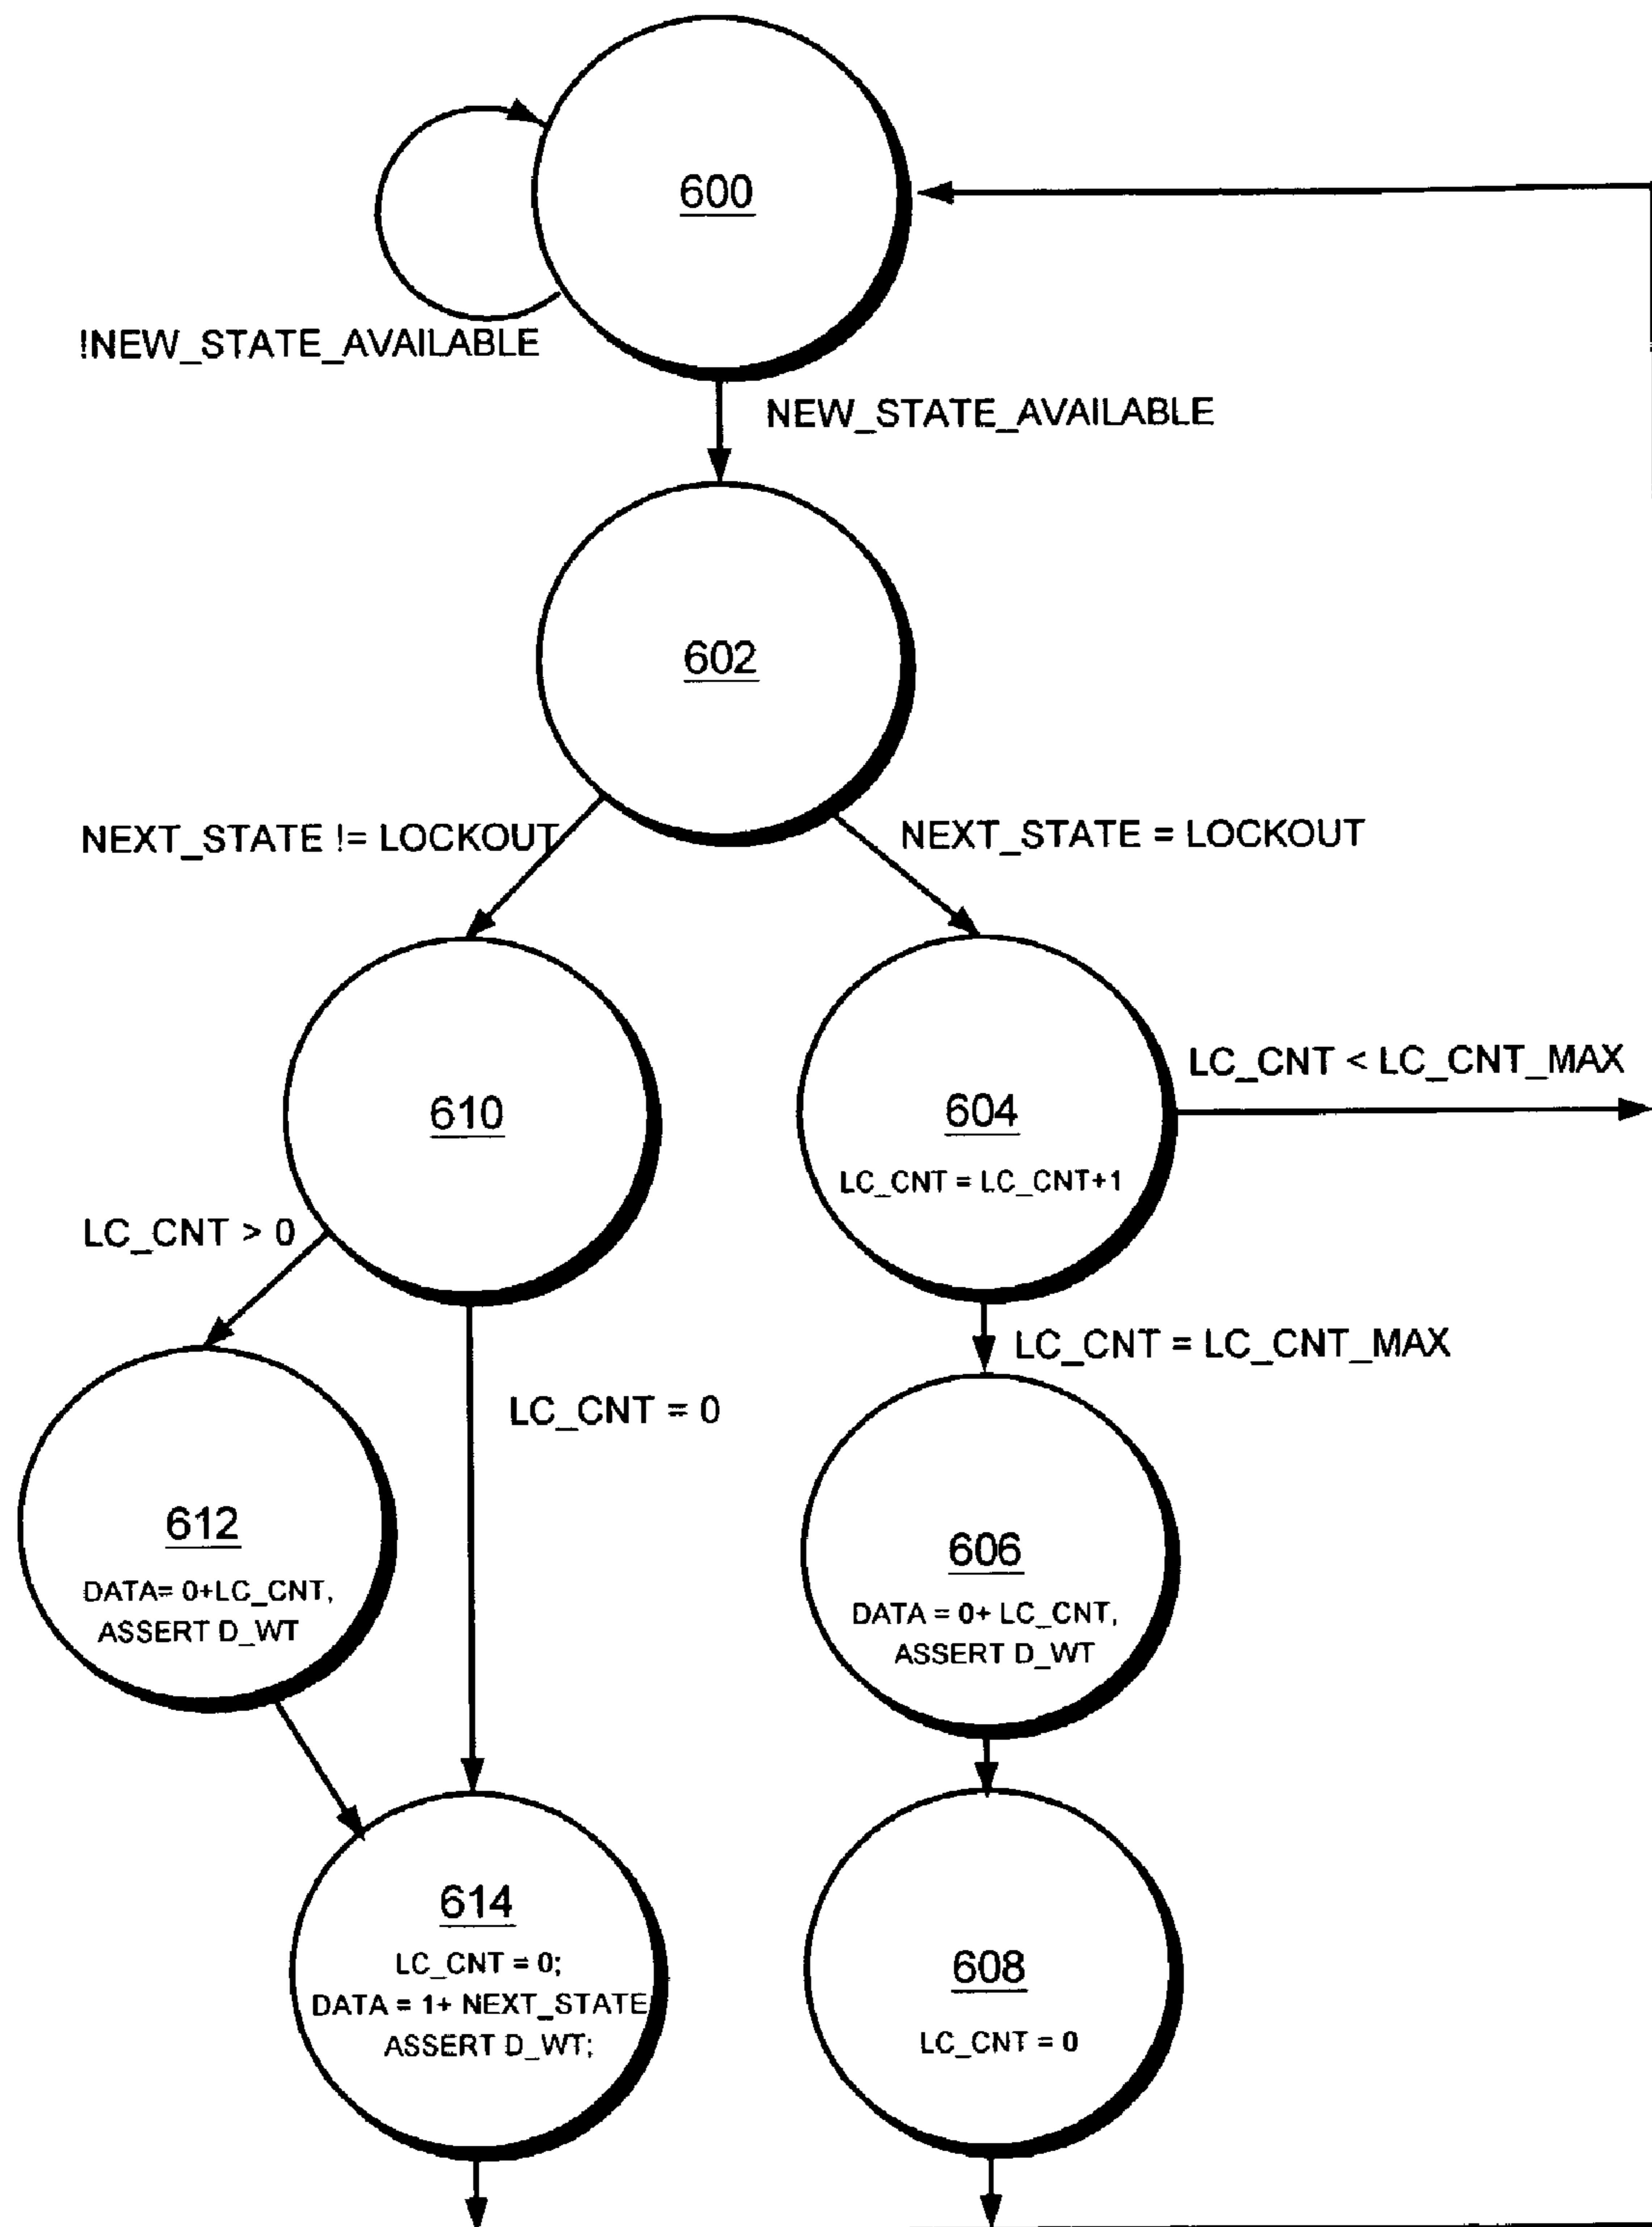 600
!NEW_STATE_AVAILABLE
NEW_STATE_AVAILABLE
602
NEXT_STATE != LOCKOUT
NEXT_STATE = LOCKOUT
610
604
LC_CNT = LC_CNT+1
LC_CNT < LC_CNT_MAX
LC_CNT > 0
LC_CNT = 0
LC_CNT = LC_CNT_MAX
612
DATA= 0+LC_CNT,
ASSERT D_WT
606
DATA = 0+ LC_CNT,
ASSERT D_WT
614
LC_CNT = 0;
DATA = 1+ NEXT_STATE
ASSERT D_WT;
608
LC_CNT = 0